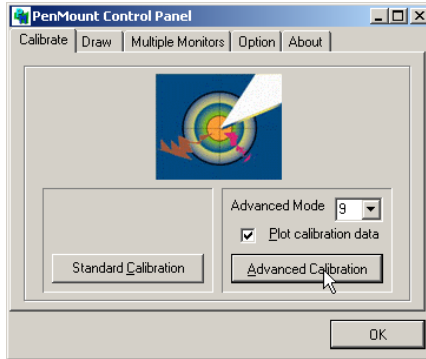 PenMount Control Panel
Calibrate Draw Multiple Monitors Option About
Advanced Mode 9
Plot calibration data
Standard Calibration Advanced Calibration
OK